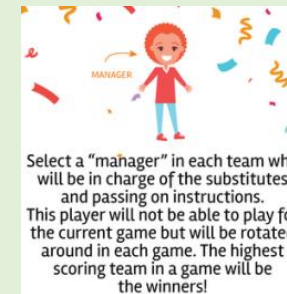 MANAGER
Select a “manager” in each team
will be in charge of the substitutes
and passing on instructions.
This player will not be able to play
the current game but will be rotated
around in each game. The highest
scoring team in a game will be
the winners!